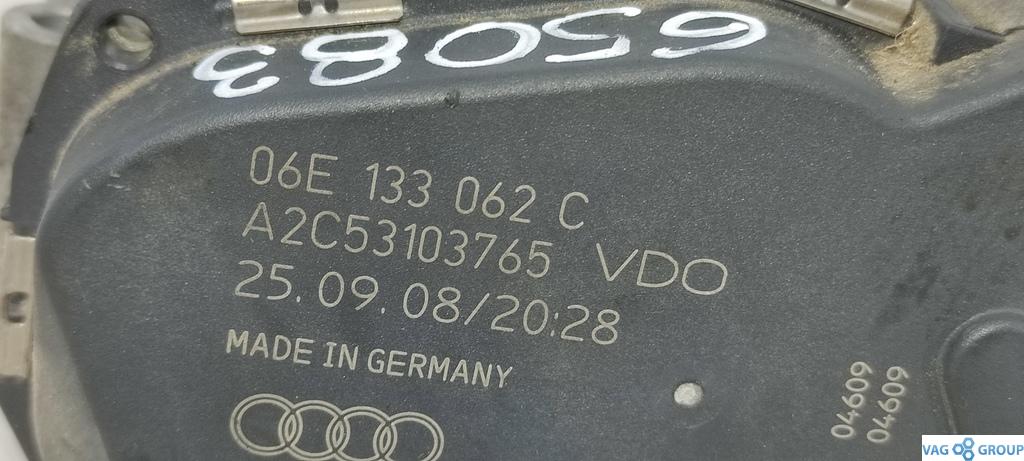 65083
06E 133 062 C
A2C53103765 VDO
25.09.08/20:28
MADE IN GERMANY
04609
04609
VAG GROUP